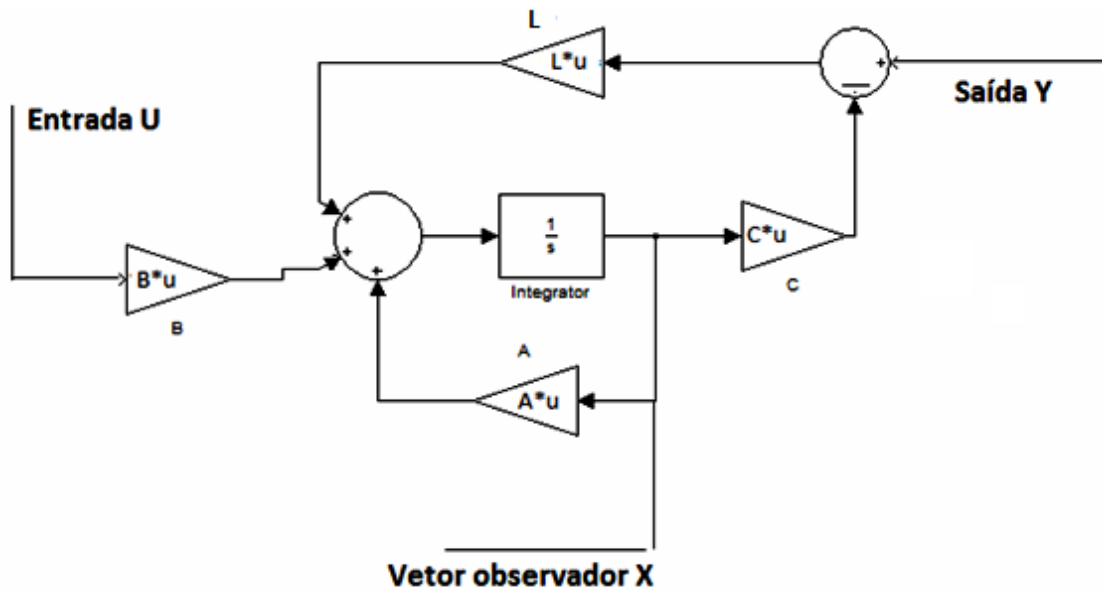 L
L*u
+
Saída Y
Entrada U
+
+
+
1
s
Integrator
C*u
C
B*u
B
A
A*u
Vetor observador X